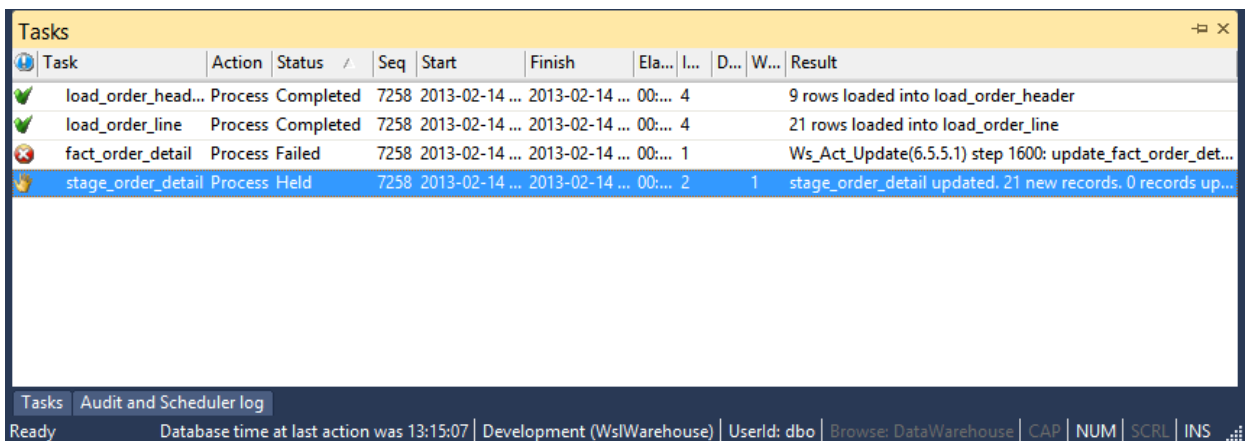 Tasks
Task Action Status Seq Start Finish Ela... I... D... W... Result
load_order_head... Process Completed 7258 2013-02-14 ... 2013-02-14 ... 00:... 4 9 rows loaded into load_order_header
load_order_line Process Completed 7258 2013-02-14 ... 2013-02-14 ... 00:... 4 21 rows loaded into load_order_line
fact_order_detail Process Failed 7258 2013-02-14 ... 2013-02-14 ... 00:... 1 Ws_Act_Update(6.5.5.1) step 1600: update_fact_order_det...
stage_order_detail Process Held 7258 2013-02-14 ... 2013-02-14 ... 00:... 2 1 stage_order_detail updated. 21 new records. 0 records up...
Tasks Audit and Scheduler log
Ready Database time at last action was 13:15:07 Development (WslWarehouse) UserId: dbo Browse: DataWarehouse CAP NUM SCRL INS